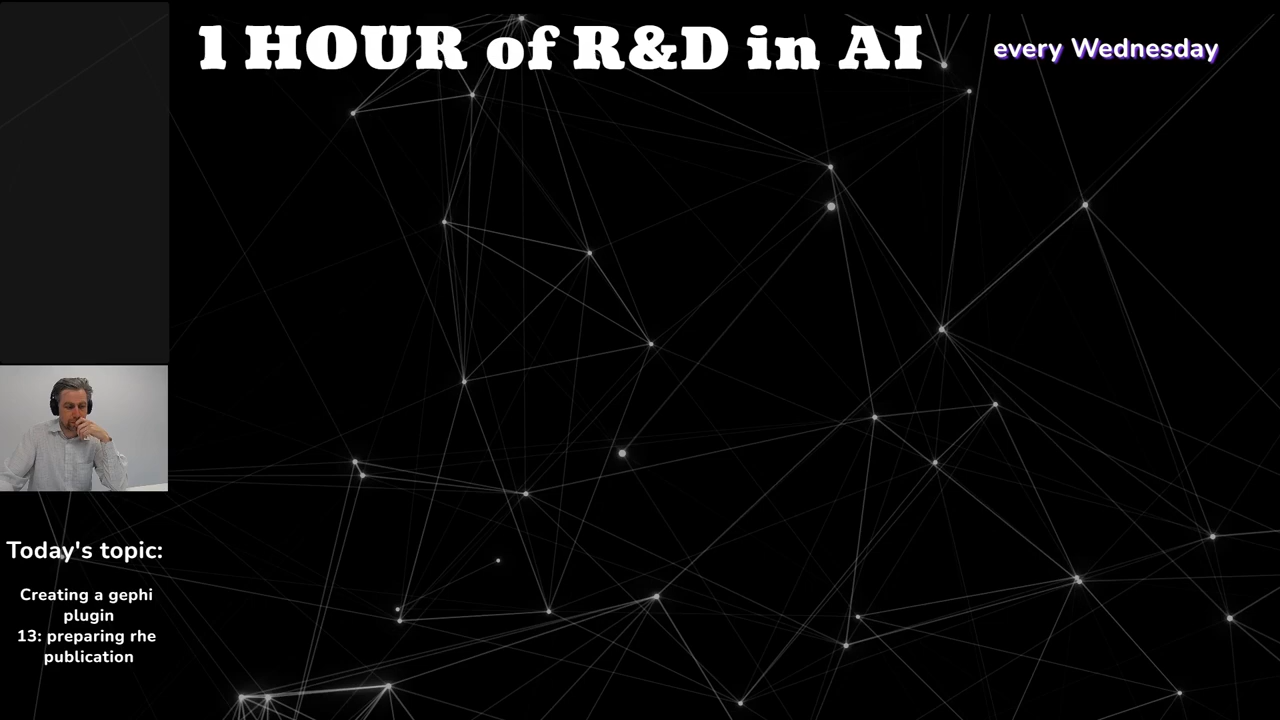 1 HOUR of R&D in AI
every Wednesday
Today's topic:
Creating a gephi
plugin
13: preparing rhe
publication